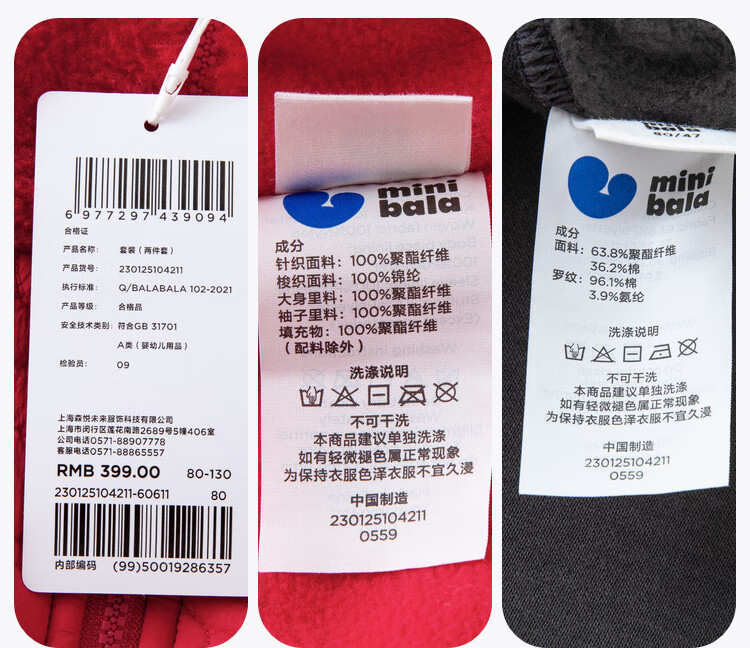 6 977297 439094
合格证
产品名称: 套装（两件套）
产品货号: 230125104211
执行标准: Q/BALABALA 102-2021
产品等级: 合格品
安全技术类别: 符合GB 31701
A类（婴幼儿用品）
检验员: 09
上海森悦未来服饰科技有限公司
上海市闵行区莲花南路2689号5幢406室
公司电话0571-88907778
客服电话0571-88865557
RMB 399.00 80-130
230125104211-60611 80
内部编码 (99)50019286357
mini
bala
成分
针织面料: 100%聚酯纤维
梭织面料: 100%锦纶
大身里料: 100%聚酯纤维
袖子里料: 100%聚酯纤维
填充物: 100%聚酯纤维
（配料除外）
洗涤说明
不可干洗
本商品建议单独洗涤
如有轻微褪色属正常现象
为保持衣服色泽衣服不宜久浸
中国制造
230125104211
0559
bala
80/47
mini
bala
成分
面料: 63.8%聚酯纤维
36.2%棉
罗纹: 96.1%棉
3.9%氨纶
洗涤说明
不可干洗
本商品建议单独洗涤
如有轻微褪色属正常现象
为保持衣服色泽衣服不宜久浸
中国制造
230125104211
0559